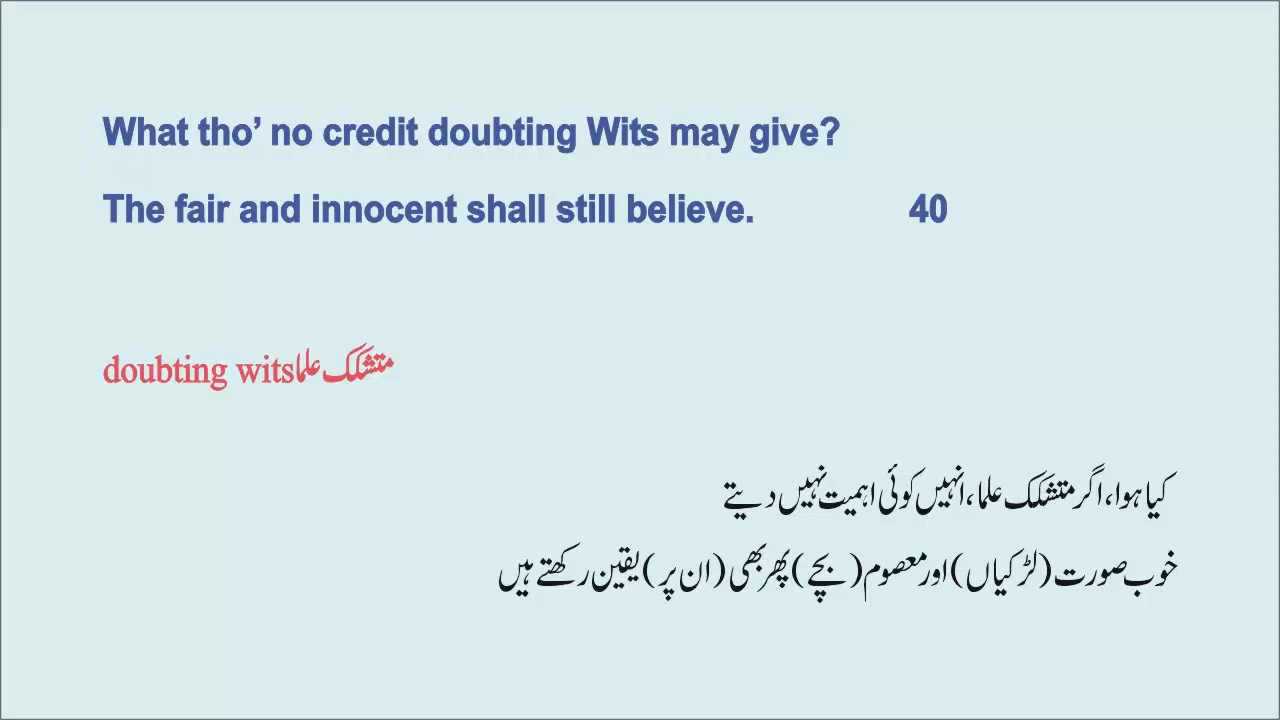 What tho’ no credit doubting Wits may give?
The fair and innocent shall still believe. 40
doubting wits متشکک علما
کیا ہوا، اگر متشکک علما، انہیں کوئی اہمیت نہیں دیتے
خوب صورت (لڑکیاں) اور معصوم (بچے) پھر بھی (ان پر) یقین رکھتے ہیں